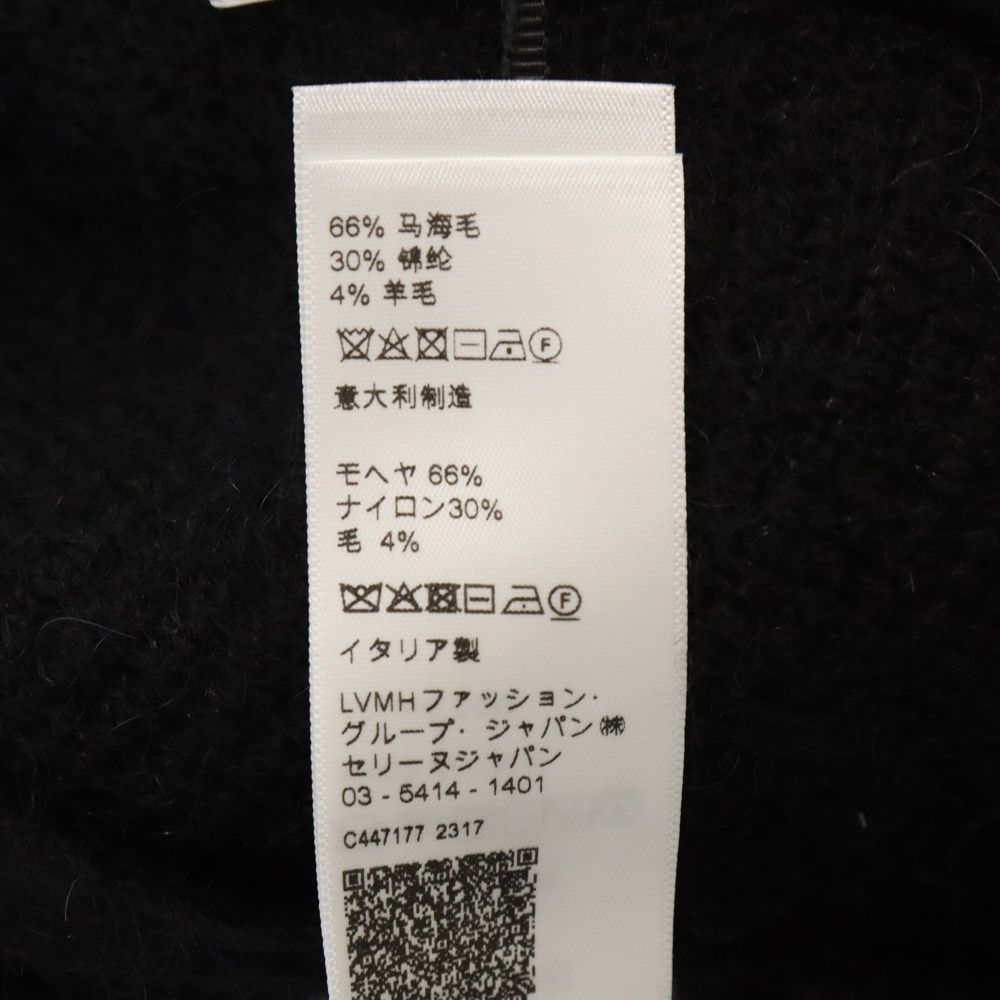 66% 马海毛
30% 锦纶
4% 羊毛
F
意大利制造
モヘヤ 66%
ナイロン30%
毛 4%
F
イタリア製
LVMHファッション・
グループ・ジャパン㈱
セリーヌジャパン
03 - 5414 - 1401
C447177 2317